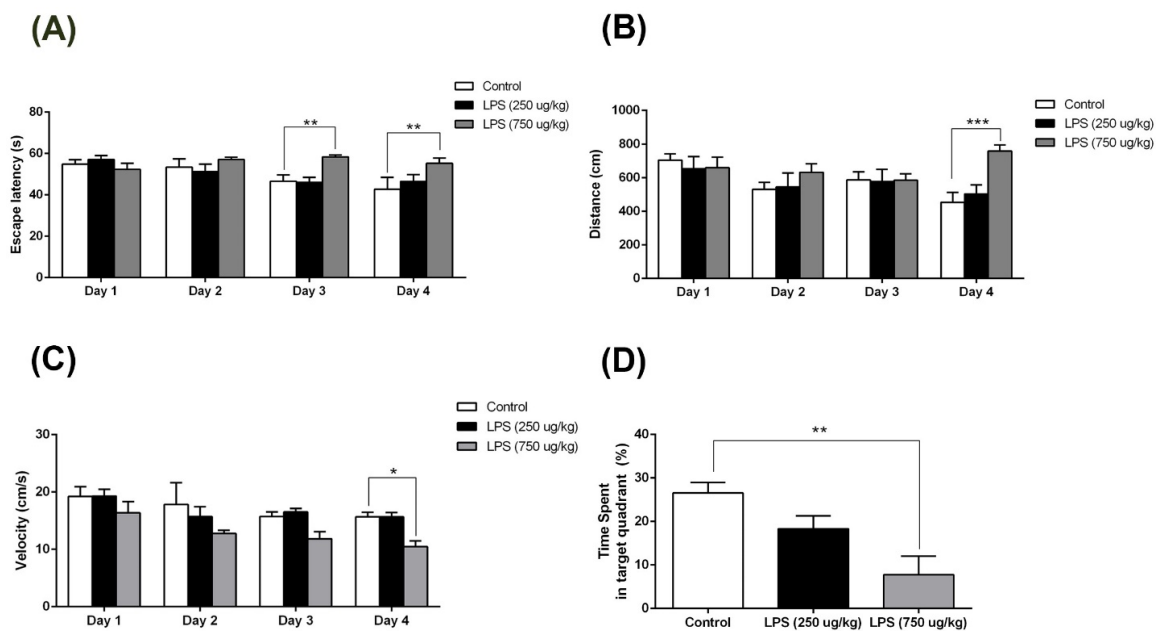 (A)
Control
LPS (250 ug/kg)
LPS (750 ug/kg)
Escape latency (s)
80
60
40
20
0
**
**
Day 1 Day 2 Day 3 Day 4
(B)
Control
LPS (250 ug/kg)
LPS (750 ug/kg)
Distance (cm)
1000
800
600
400
200
0
***
Day 1 Day 2 Day 3 Day 4
(C)
Control
LPS (250 ug/kg)
LPS (750 ug/kg)
Velocity (cm/s)
30
20
10
0
*
Day 1 Day 2 Day 3 Day 4
(D)
Time Spent
in target quadrant (%)
40
30
20
10
0
**
Control LPS (250 ug/kg) LPS (750 ug/kg)